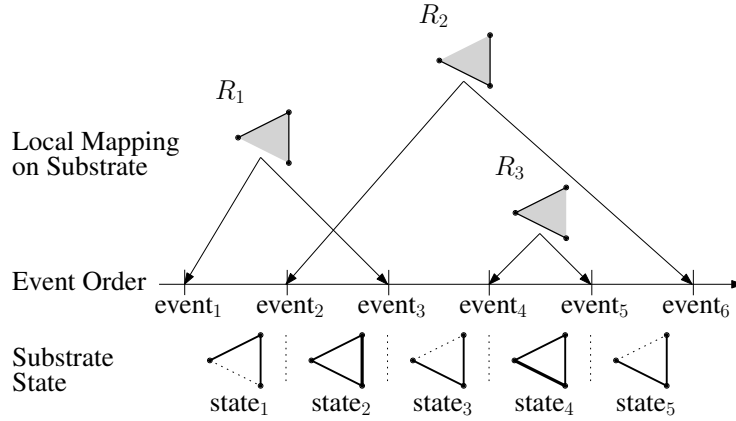 R₂
R₁
Local Mapping
on Substrate
R₃
Event Order
event₁ event₂ event₃ event₄ event₅ event₆
Substrate
State
state₁ state₂ state₃ state₄ state₅